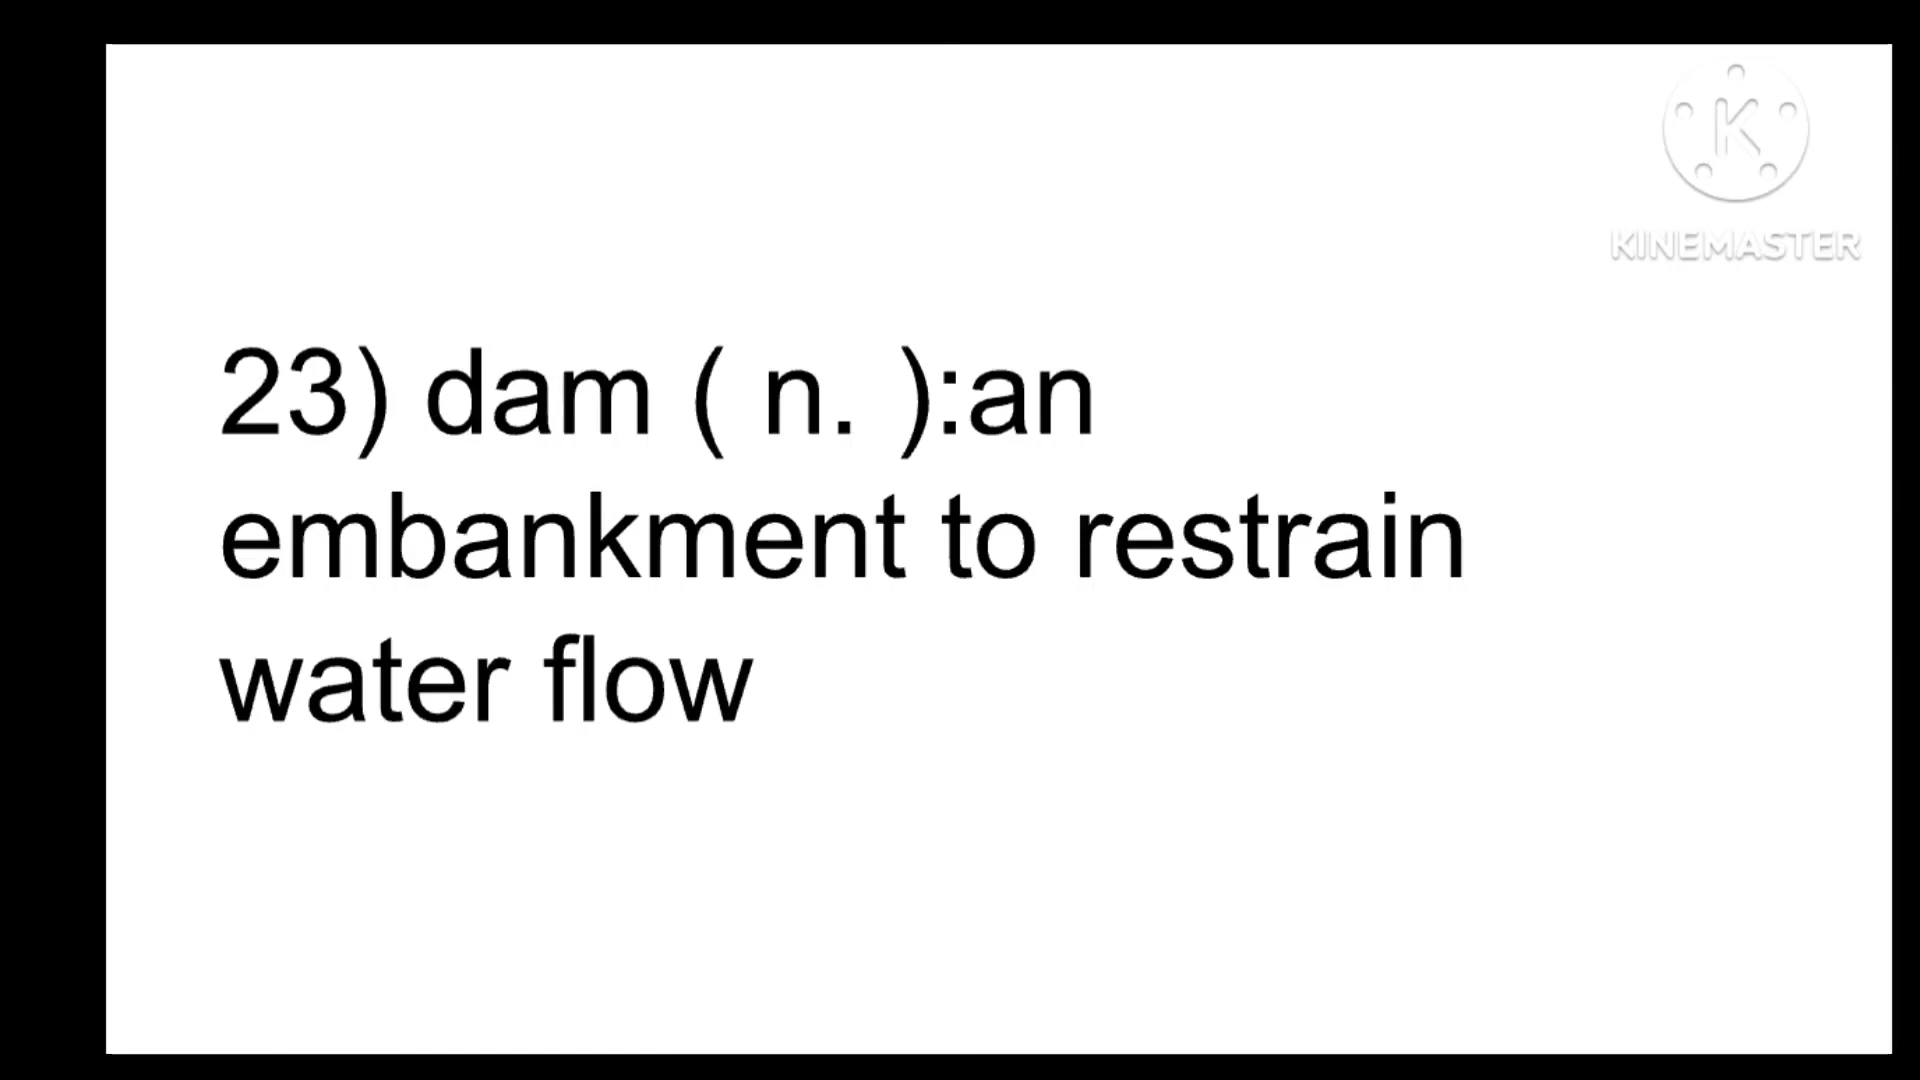 K
KINEMASTER
23) dam ( n. ):an
embankment to restrain
water flow